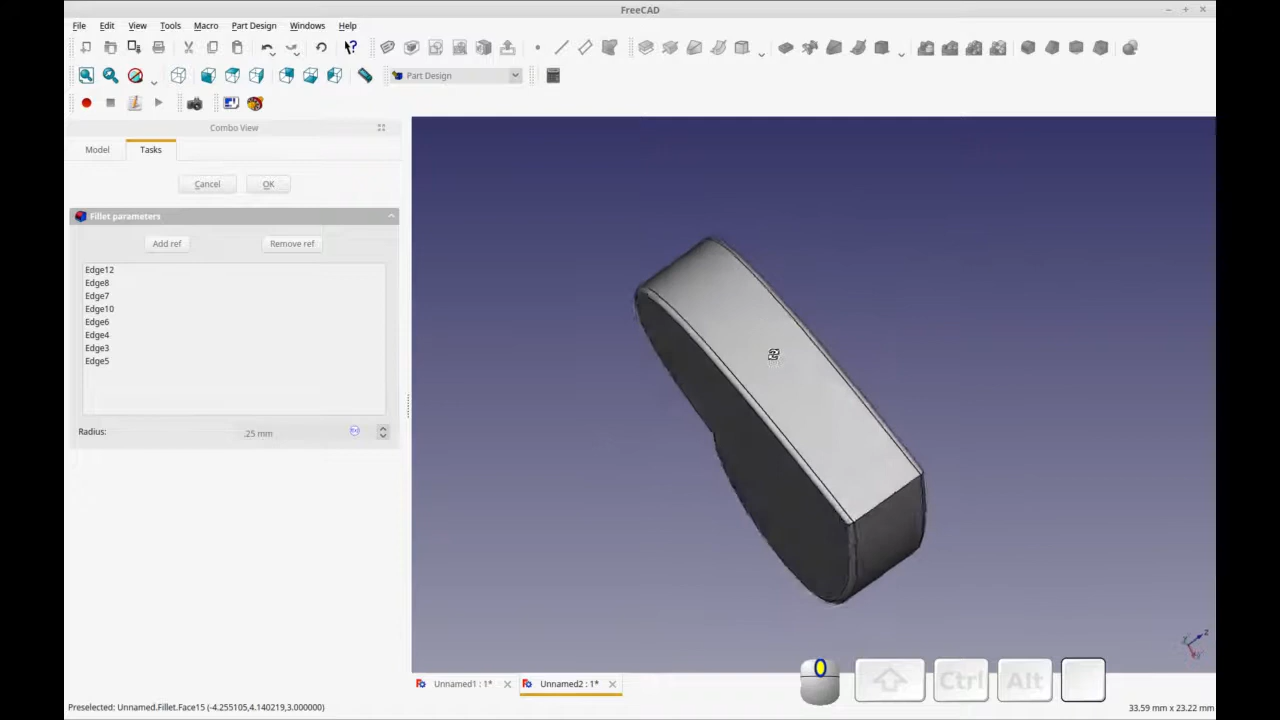 FreeCAD
File Edit View Tools Macro Part Design Windows Help
Part Design
Combo View
Model Tasks
Cancel OK
Fillet parameters
Add ref Remove ref
Edge12
Edge8
Edge7
Edge10
Edge6
Edge4
Edge3
Edge5
Radius: .25 mm
Unnamed1 : 1* Unnamed2 : 1*
Ctrl Alt
Preselected: Unnamed.Fillet.Face15 (-4.255105,4.140219,3.000000) 33.59 mm x 23.22 mm